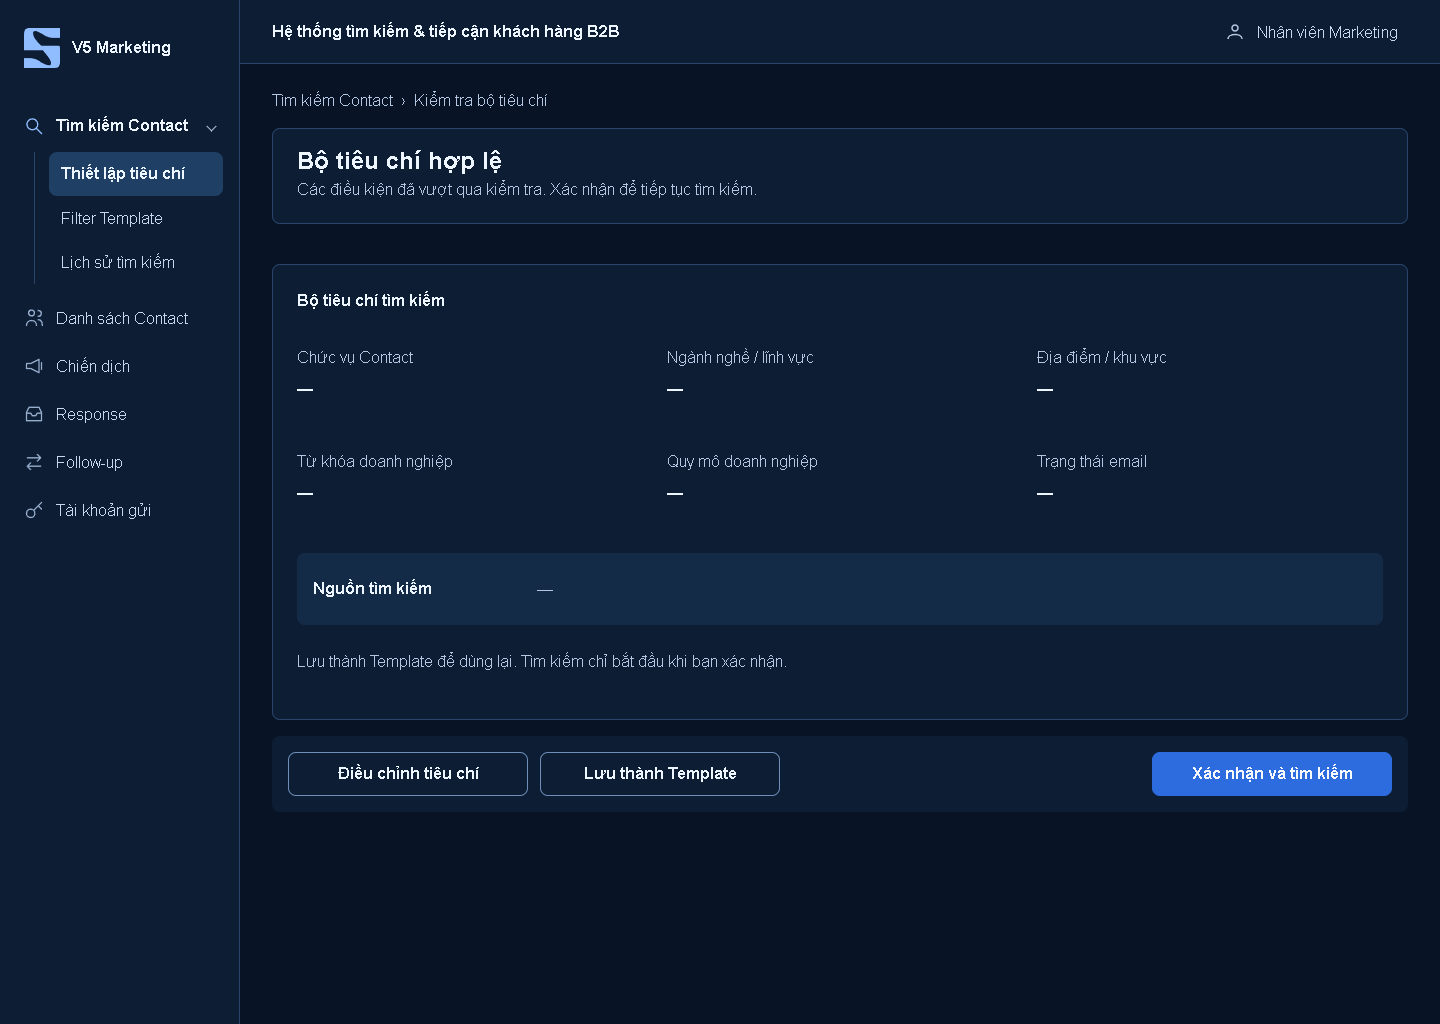 V5 Marketing
Hệ thống tìm kiếm & tiếp cận khách hàng B2B
Nhân viên Marketing
Tìm kiếm Contact
Thiết lập tiêu chí
Filter Template
Lịch sử tìm kiếm
Danh sách Contact
Chiến dịch
Response
Follow-up
Tài khoản gửi
Tìm kiếm Contact › Kiểm tra bộ tiêu chí
Bộ tiêu chí hợp lệ
Các điều kiện đã vượt qua kiểm tra. Xác nhận để tiếp tục tìm kiếm.
Bộ tiêu chí tìm kiếm
Chức vụ Contact
—
Ngành nghề / lĩnh vực
—
Địa điểm / khu vực
—
Từ khóa doanh nghiệp
—
Quy mô doanh nghiệp
—
Trạng thái email
—
Nguồn tìm kiếm —
Lưu thành Template để dùng lại. Tìm kiếm chỉ bắt đầu khi bạn xác nhận.
Điều chỉnh tiêu chí
Lưu thành Template
Xác nhận và tìm kiếm